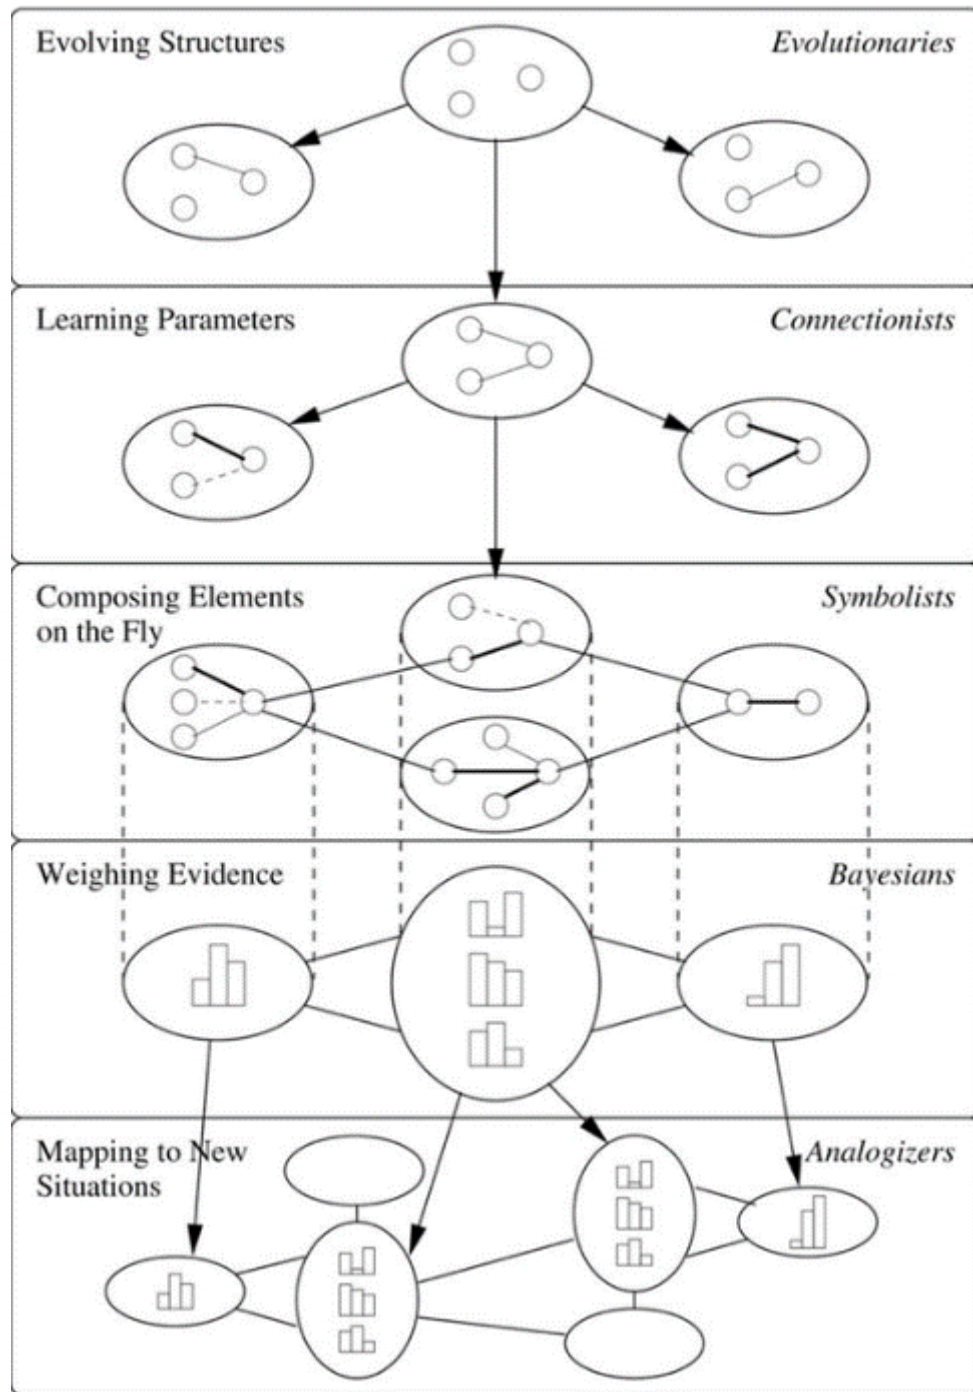 Evolving Structures
Evolutionaries
Learning Parameters
Connectionists
Composing Elements
on the Fly
Symbolists
Weighing Evidence
Bayesians
Mapping to New
Situations
Analogizers